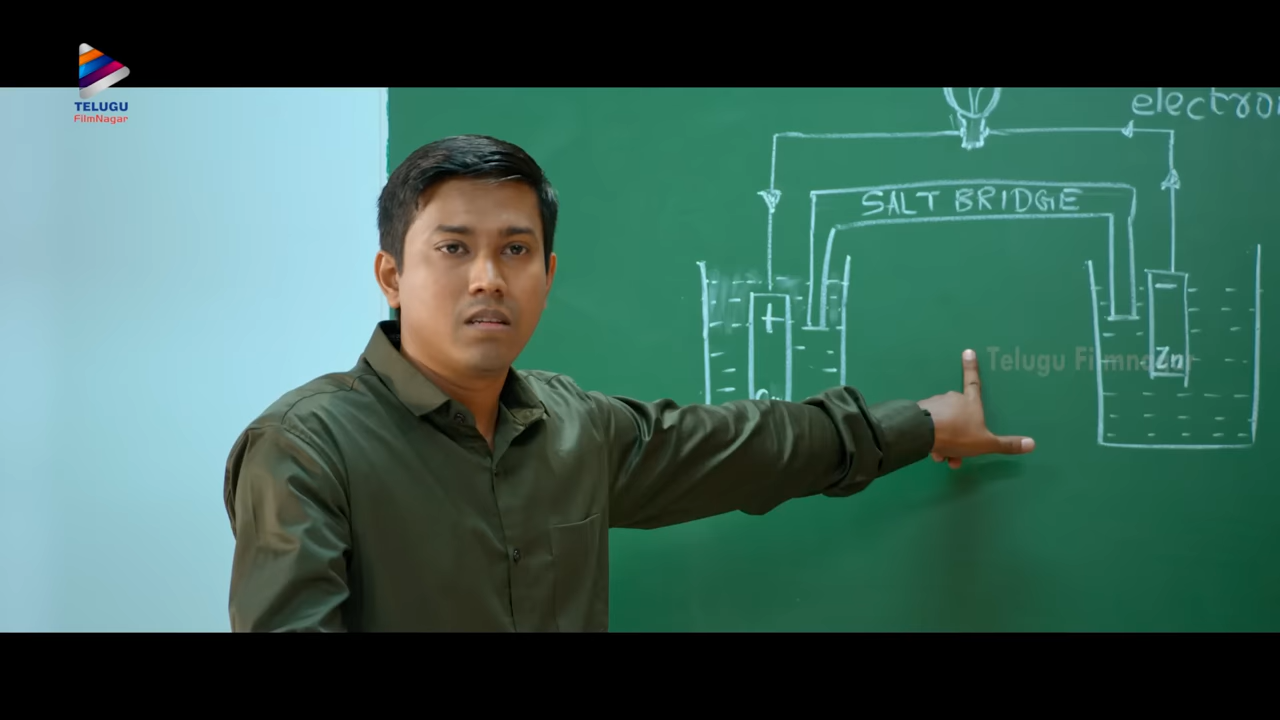 TELUGU
FilmNagar
SALT BRIDGE
+
−
Telugu Filmnagar
Zn